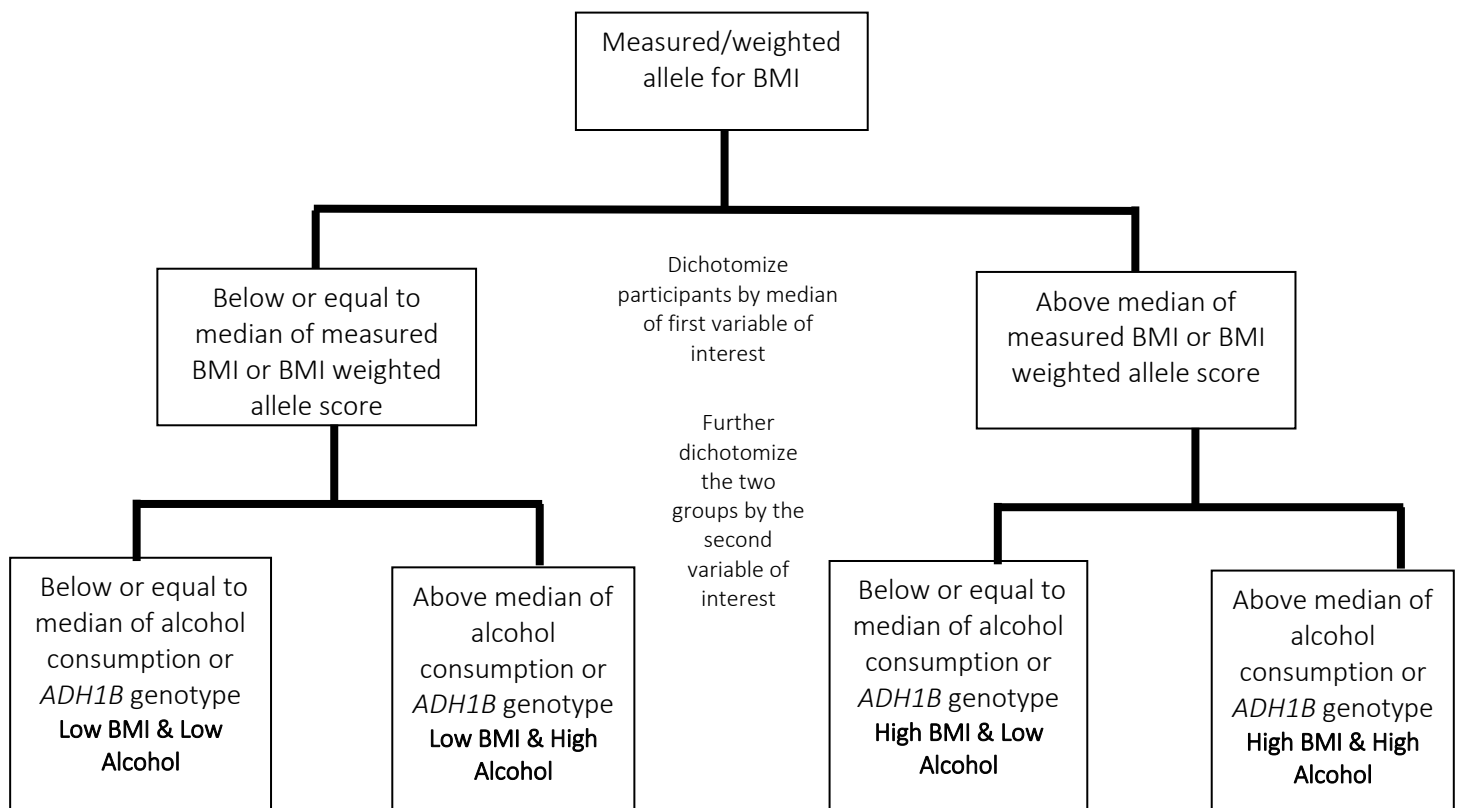 Measured/weighted
allele for BMI
Below or equal to
median of measured
BMI or BMI weighted
allele score
Dichotomize
participants by median
of first variable of
interest
Above median of
measured BMI or BMI
weighted allele score
Further
dichotomize
the two
groups by the
second
variable of
interest
Below or equal to
median of alcohol
consumption or
ADH1B genotype
Low BMI & Low
Alcohol
Above median of
alcohol
consumption or
ADH1B genotype
Low BMI & High
Alcohol
Below or equal to
median of alcohol
consumption or
ADH1B genotype
High BMI & Low
Alcohol
Above median of
alcohol
consumption or
ADH1B genotype
High BMI & High
Alcohol